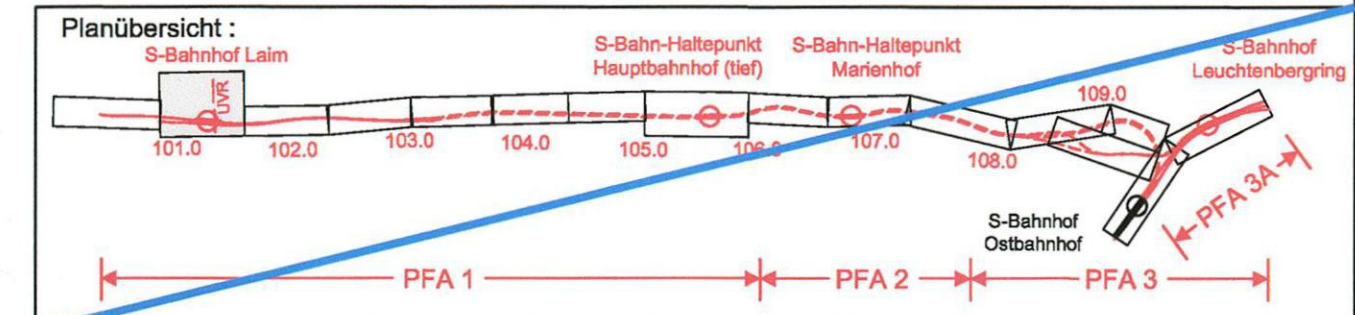 Planübersicht :
S-Bahnhof Laim
S-Bahn-Haltepunkt
Hauptbahnhof (tief)
S-Bahn-Haltepunkt
Marienhof
S-Bahnhof
Leuchtenbergring
UVR
109.0
101.0
102.0
103.0
104.0
105.0
106.0
107.0
108.0
S-Bahnhof
Ostbahnhof
PFA 3A
PFA 1
PFA 2
PFA 3